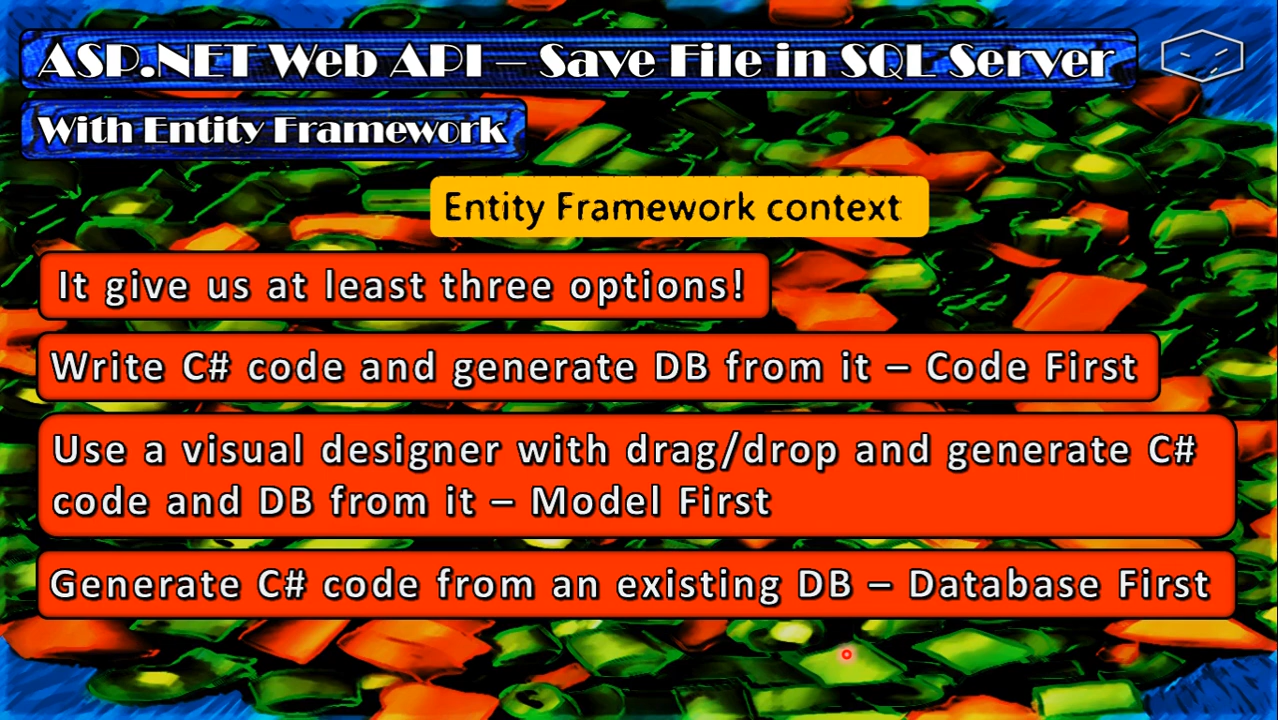 ASP.NET Web API – Save File in SQL Server
With Entity Framework
Entity Framework context
It give us at least three options!
Write C# code and generate DB from it – Code First
Use a visual designer with drag/drop and generate C#
code and DB from it – Model First
Generate C# code from an existing DB – Database First